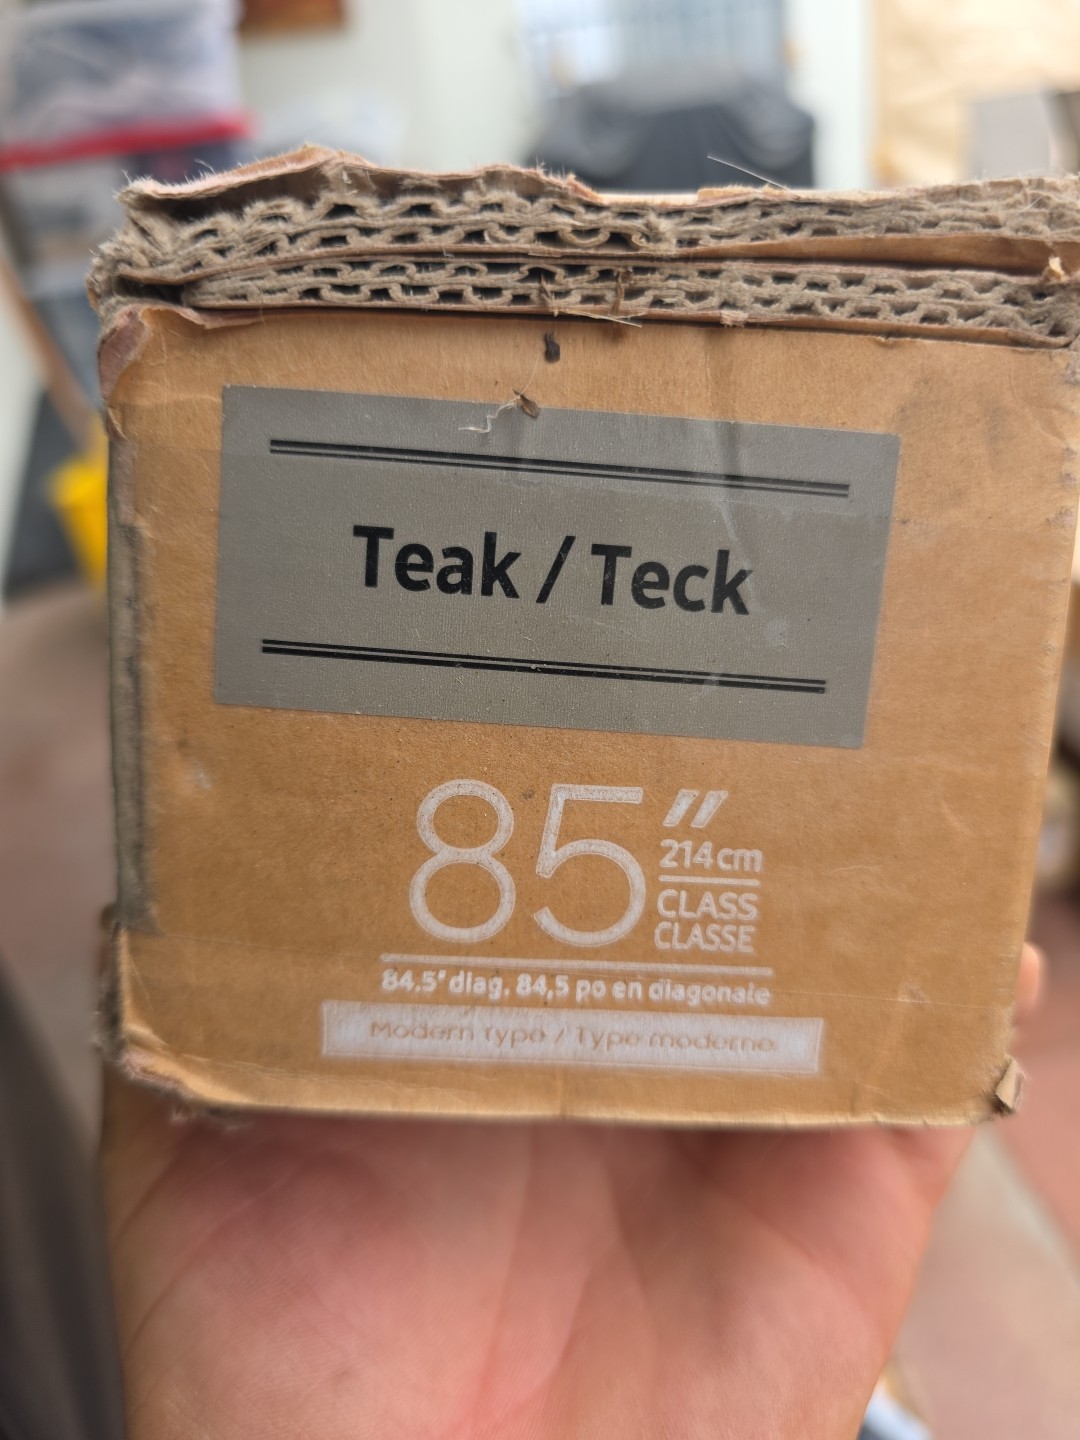 Teak / Teck
85”
214cm
CLASS
CLASSE
84.5" diag. 84,5 po en diagonale
Modern Type / Type moderne